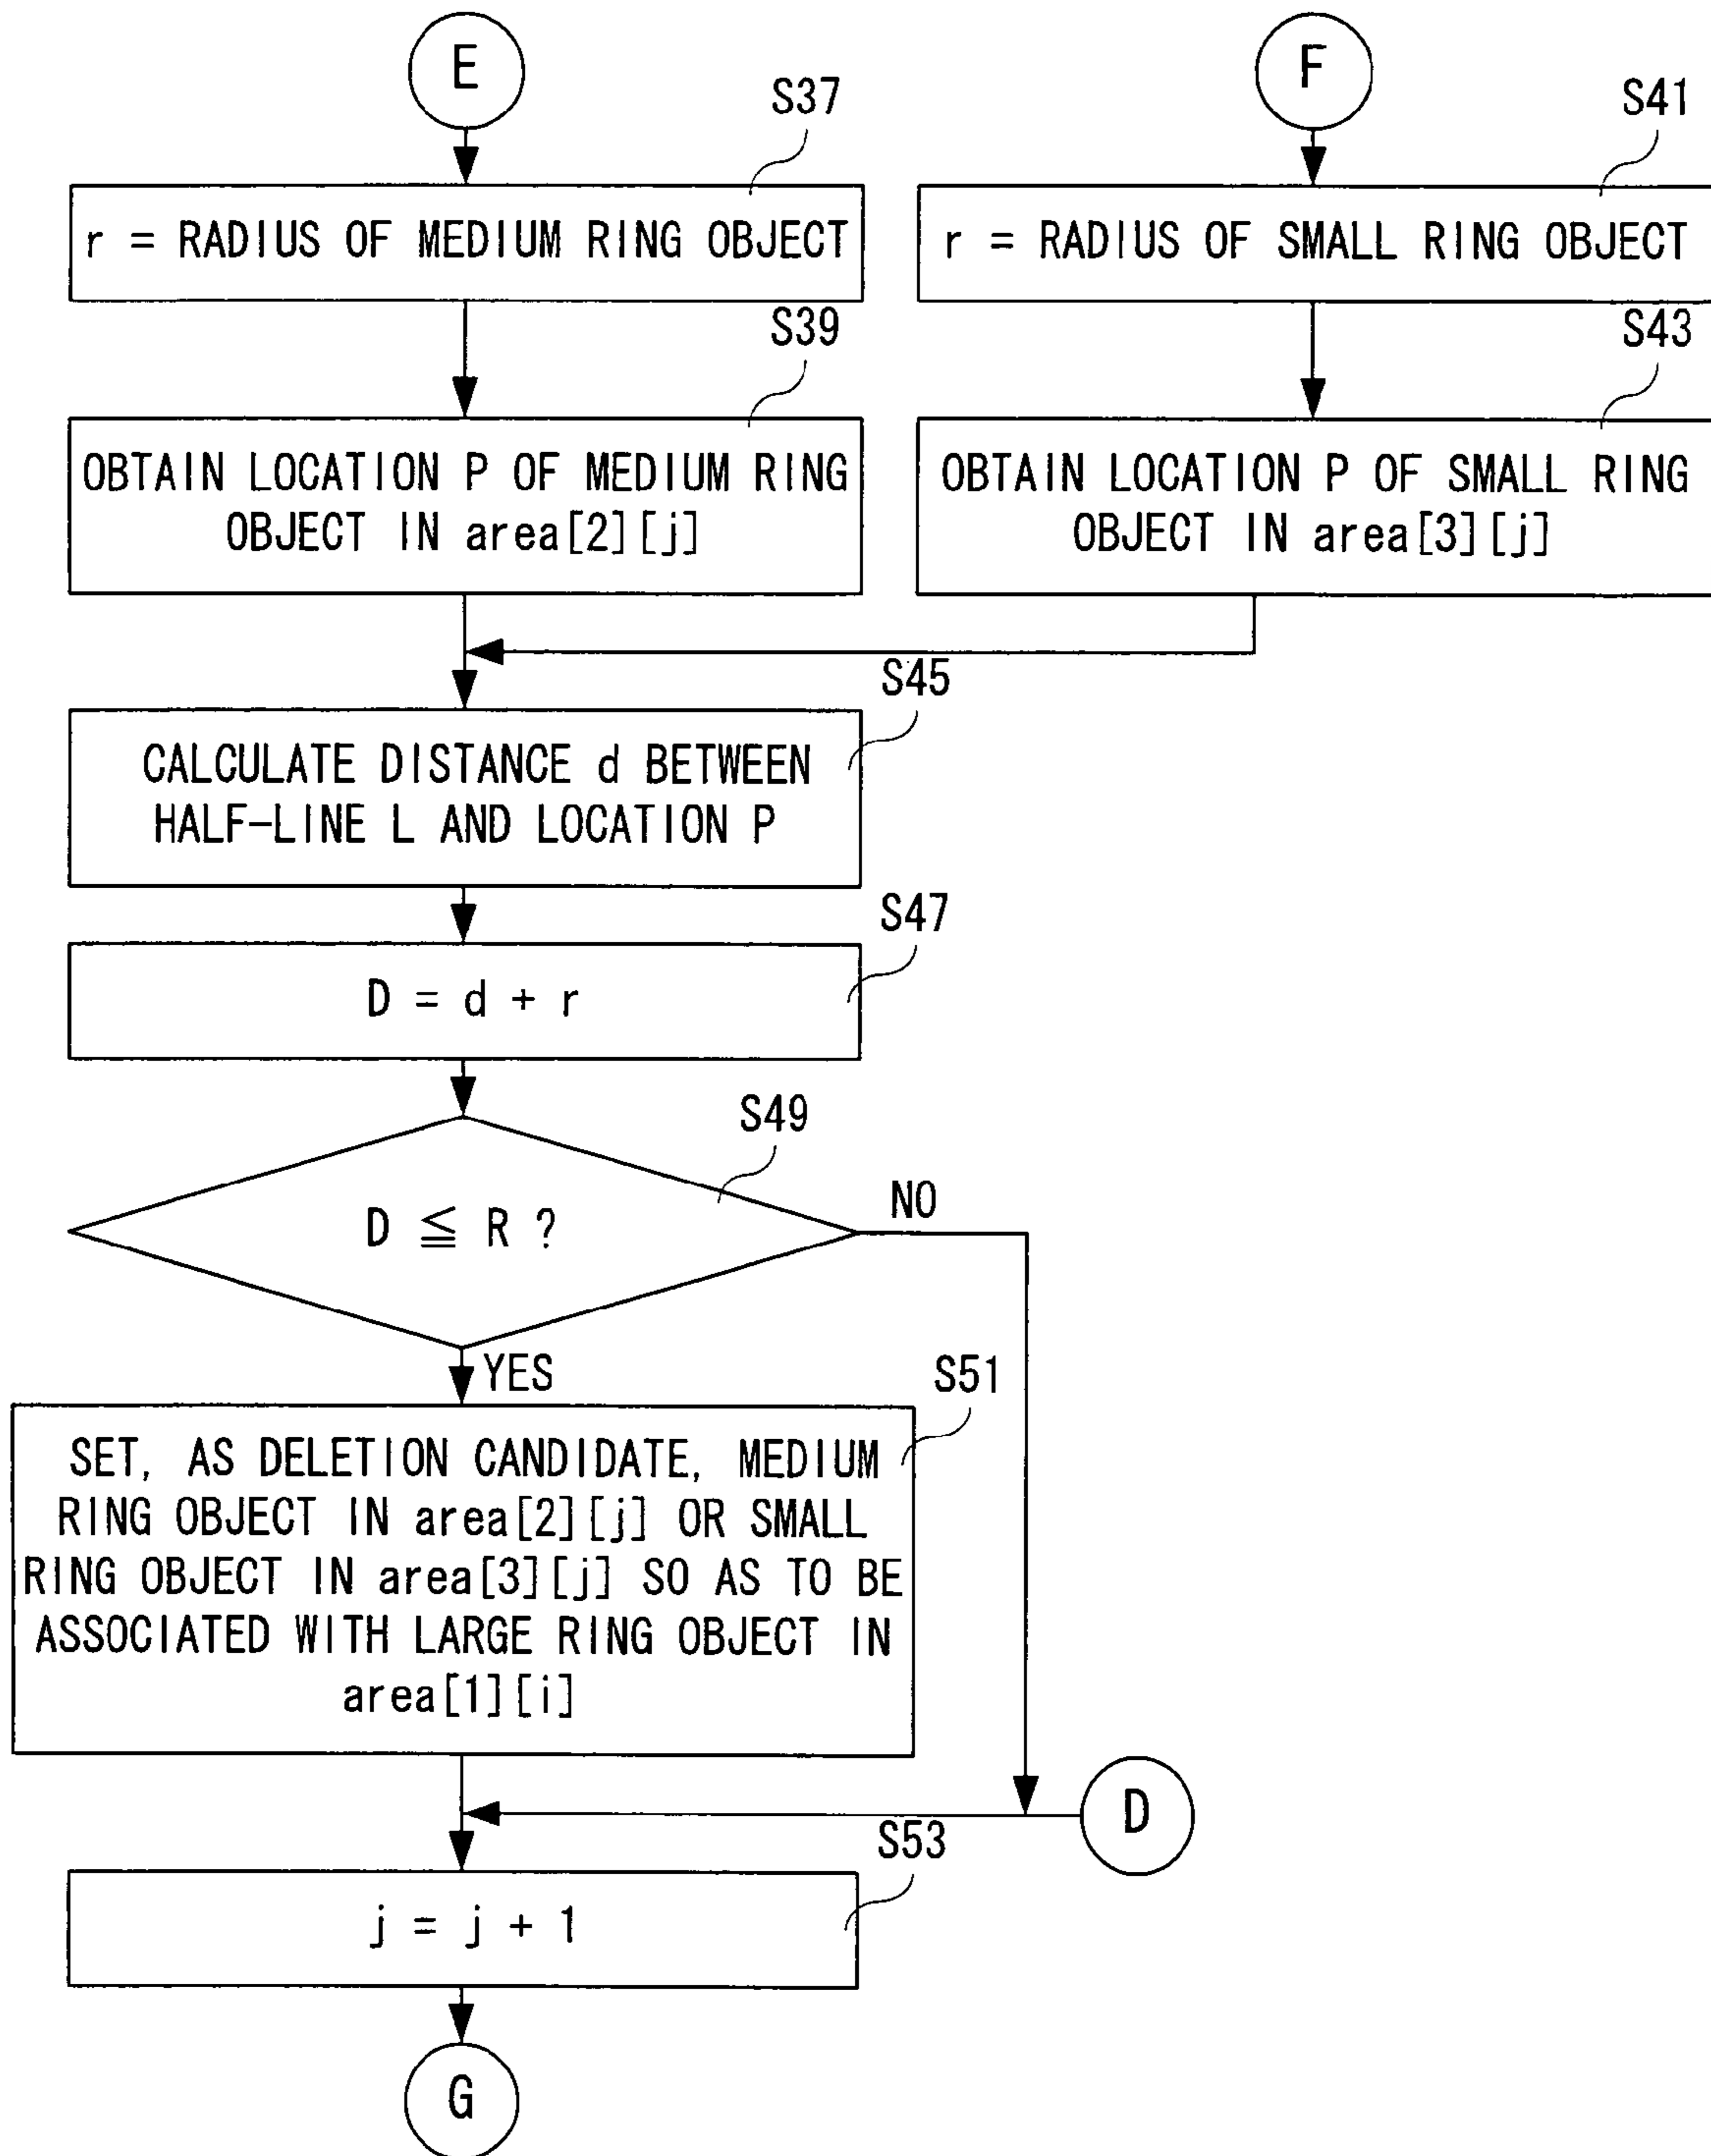 E
F
S37
S41
r = RADIUS OF MEDIUM RING OBJECT
r = RADIUS OF SMALL RING OBJECT
S39
S43
OBTAIN LOCATION P OF MEDIUM RING
OBJECT IN area[2][j]
OBTAIN LOCATION P OF SMALL RING
OBJECT IN area[3][j]
S45
CALCULATE DISTANCE d BETWEEN
HALF-LINE L AND LOCATION P
S47
D = d + r
S49
D ≦ R ?
NO
YES
S51
SET, AS DELETION CANDIDATE, MEDIUM
RING OBJECT IN area[2][j] OR SMALL
RING OBJECT IN area[3][j] SO AS TO BE
ASSOCIATED WITH LARGE RING OBJECT IN
area[1][i]
D
S53
j = j + 1
G